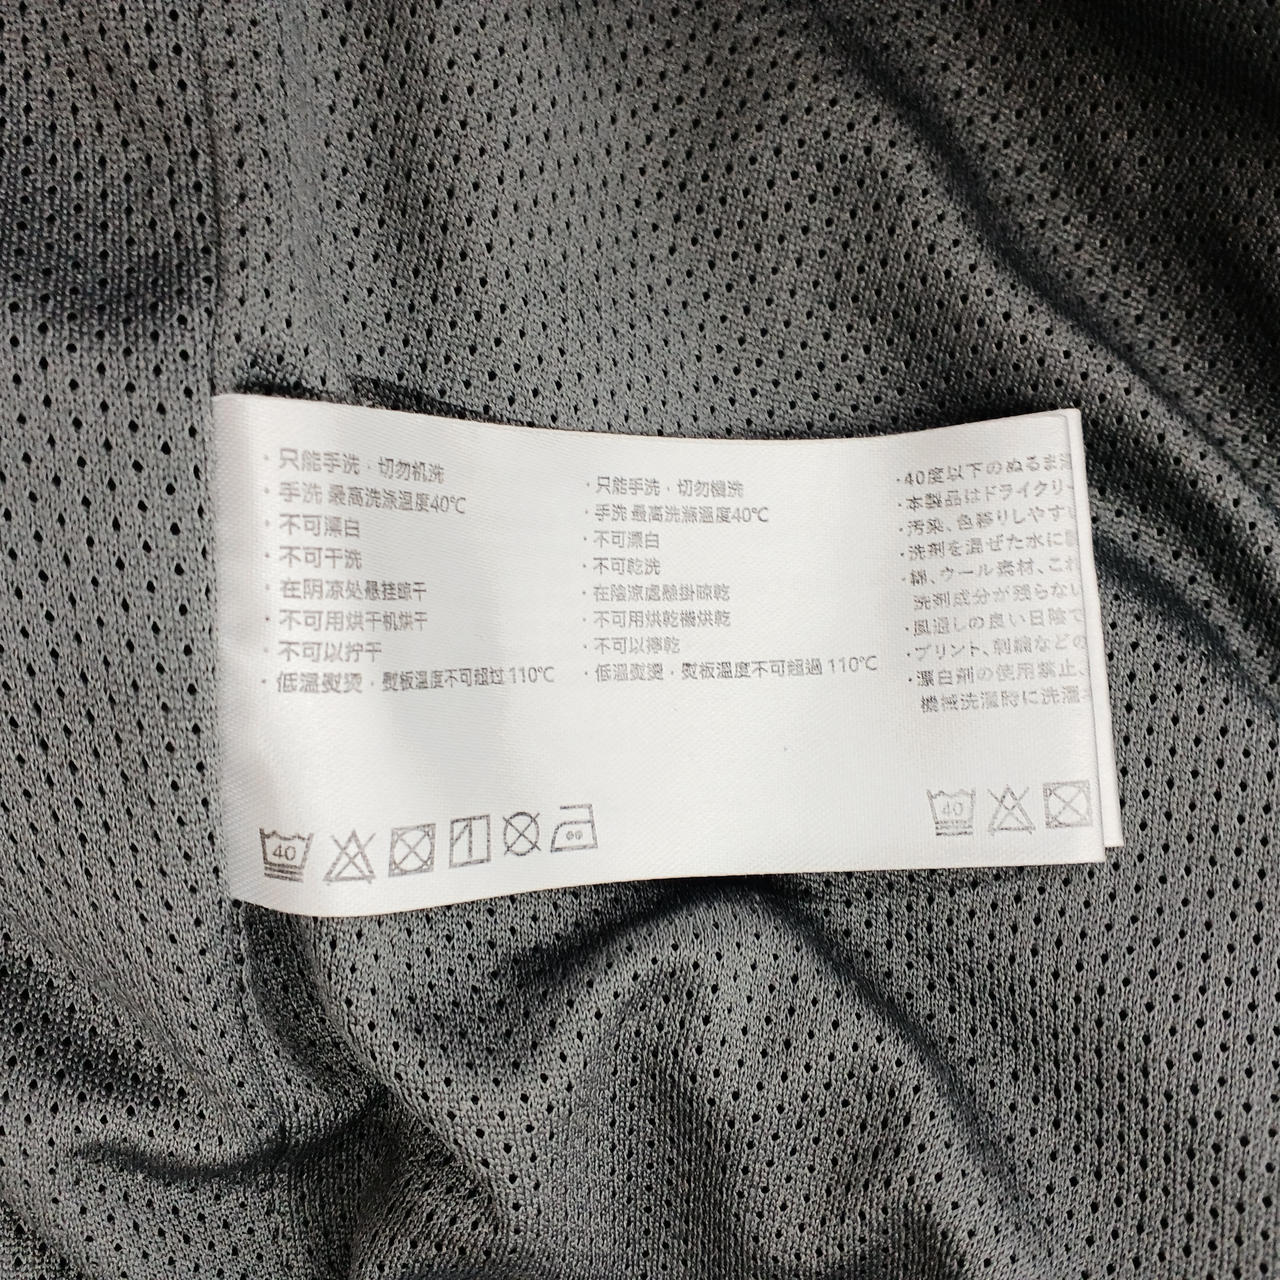 · 只能手洗 · 切勿机洗
· 手洗 最高洗涤溫度40℃
· 不可漂白
· 不可干洗
· 在阴凉处悬挂晾干
· 不可用烘干机烘干
· 不可以拧干
· 低溫熨烫 · 熨板溫度不可超过 110℃
· 只能手洗 · 切勿機洗
· 手洗 最高洗滌溫度40℃
· 不可漂白
· 不可乾洗
· 在陰涼處懸掛晾乾
· 不可用烘乾機烘乾
· 不可以擰乾
· 低溫熨燙 · 熨板溫度不可超過 110℃
·40度以下のぬるま
·本製品はドライクリー
·汚染、色移りしやす
·洗剤を混ぜた水に
·綿、ウール素材、これ
洗剤成分が残らない
·風通しの良い日陰で
·プリント、刺繍などの
·漂白剤の使用禁止、
機械洗濯時に洗濯
40
40